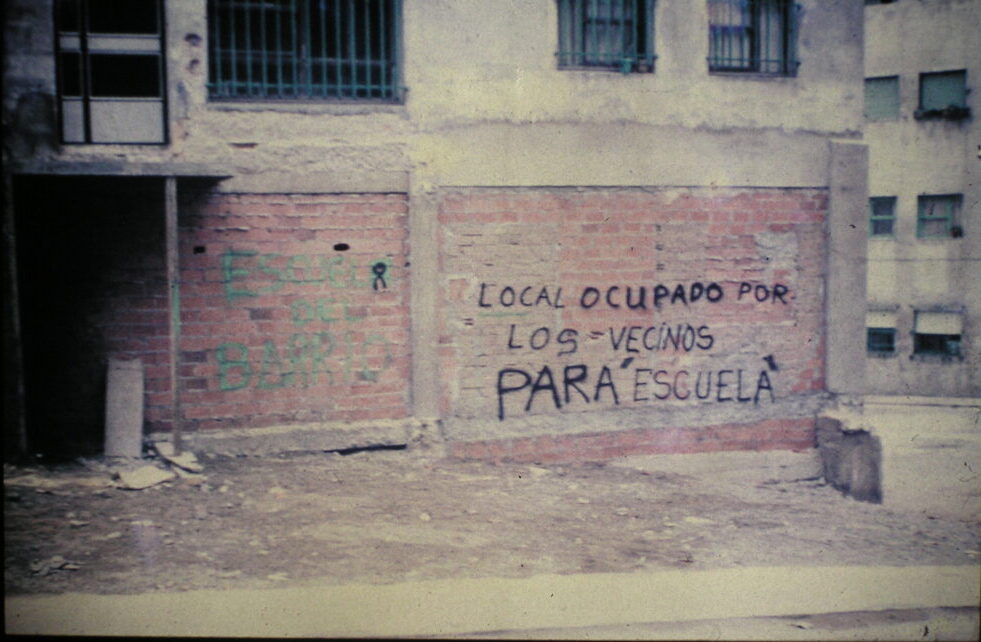 ESCUELA
DEL
BARRIO
LOCAL OCUPADO POR
LOS = VECINOS
PARA "ESCUELA"